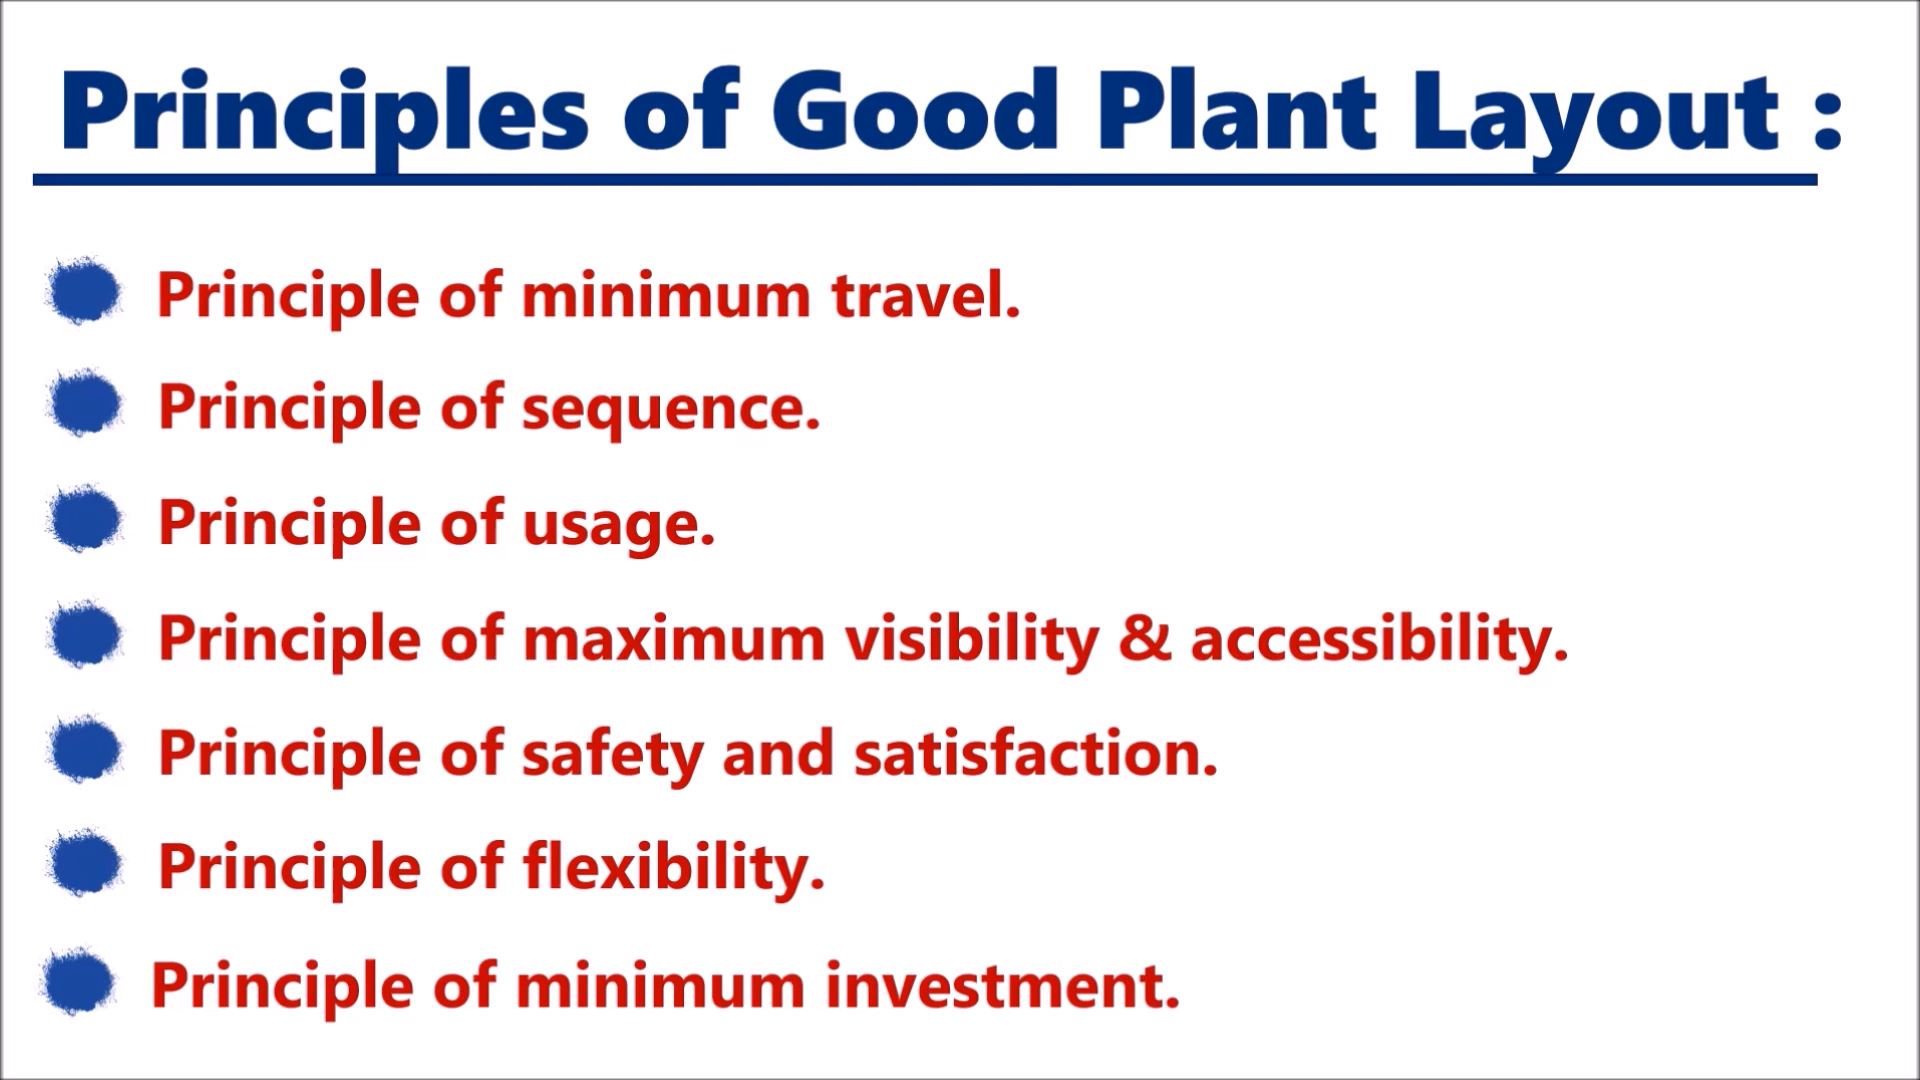 Principles of Good Plant Layout :
Principle of minimum travel.
Principle of sequence.
Principle of usage.
Principle of maximum visibility & accessibility.
Principle of safety and satisfaction.
Principle of flexibility.
Principle of minimum investment.